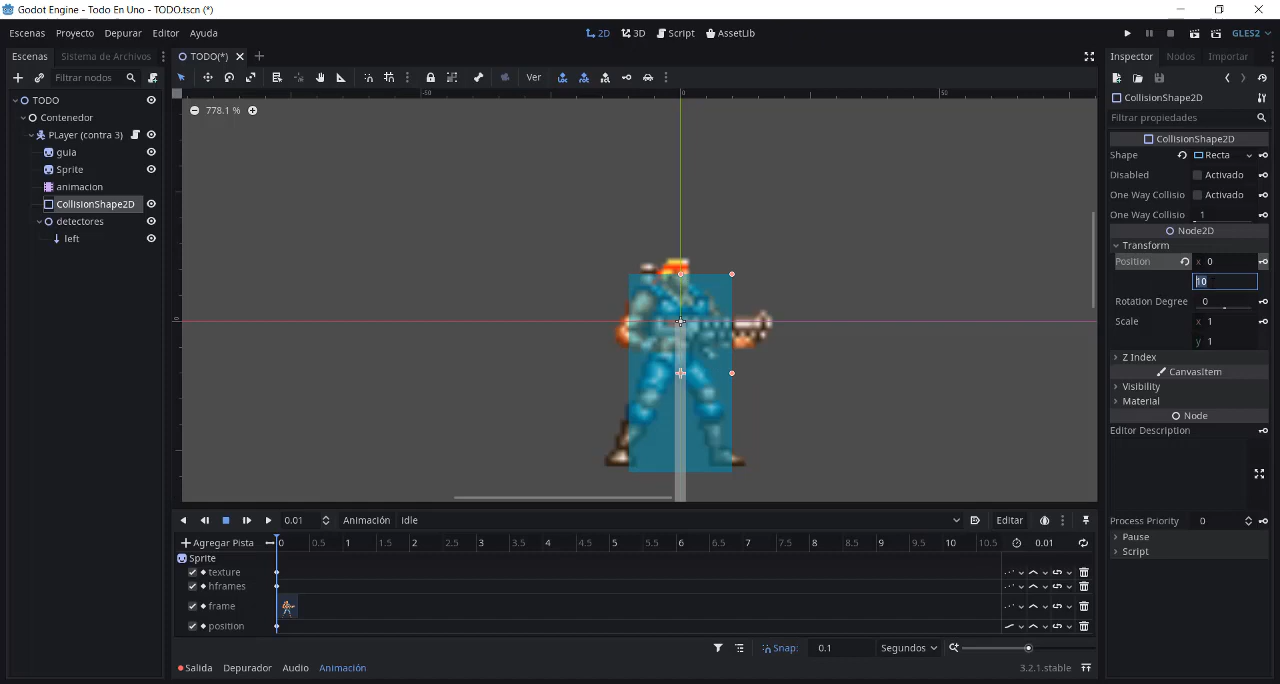 Godot Engine - Todo En Uno - TODO.tscn (*)
Escenas Proyecto Depurar Editor Ayuda
2D 3D Script AssetLib
GLES2
Escenas Sistema de Archivos
TODO(*)
Inspector Nodos Importar
Filtrar nodos
Ver
-50 0 50
TODO
Contenedor
PLayer (contra 3)
guia
Sprite
animacion
CollisionShape2D
detectores
left
778.1 %
0
CollisionShape2D
Filtrar propiedades
CollisionShape2D
Shape Recta
Disabled Activado
One Way Collisio Activado
One Way Collisio 1
Node2D
Transform
Position x 0
10
Rotation Degree 0
Scale x 1
y 1
Z Index
CanvasItem
Visibility
Material
Node
Editor Description
Process Priority 0
Pause
Script
0.01 Animación Idle Editar
Agregar Pista 0 0.5 1 1.5 2 2.5 3 3.5 4 4.5 5 5.5 6 6.5 7 7.5 8 8.5 9 9.5 10 10.5 0.01
Sprite
texture
hframes
frame
position
Snap: 0.1 Segundos
Salida Depurador Audio Animación 3.2.1.stable